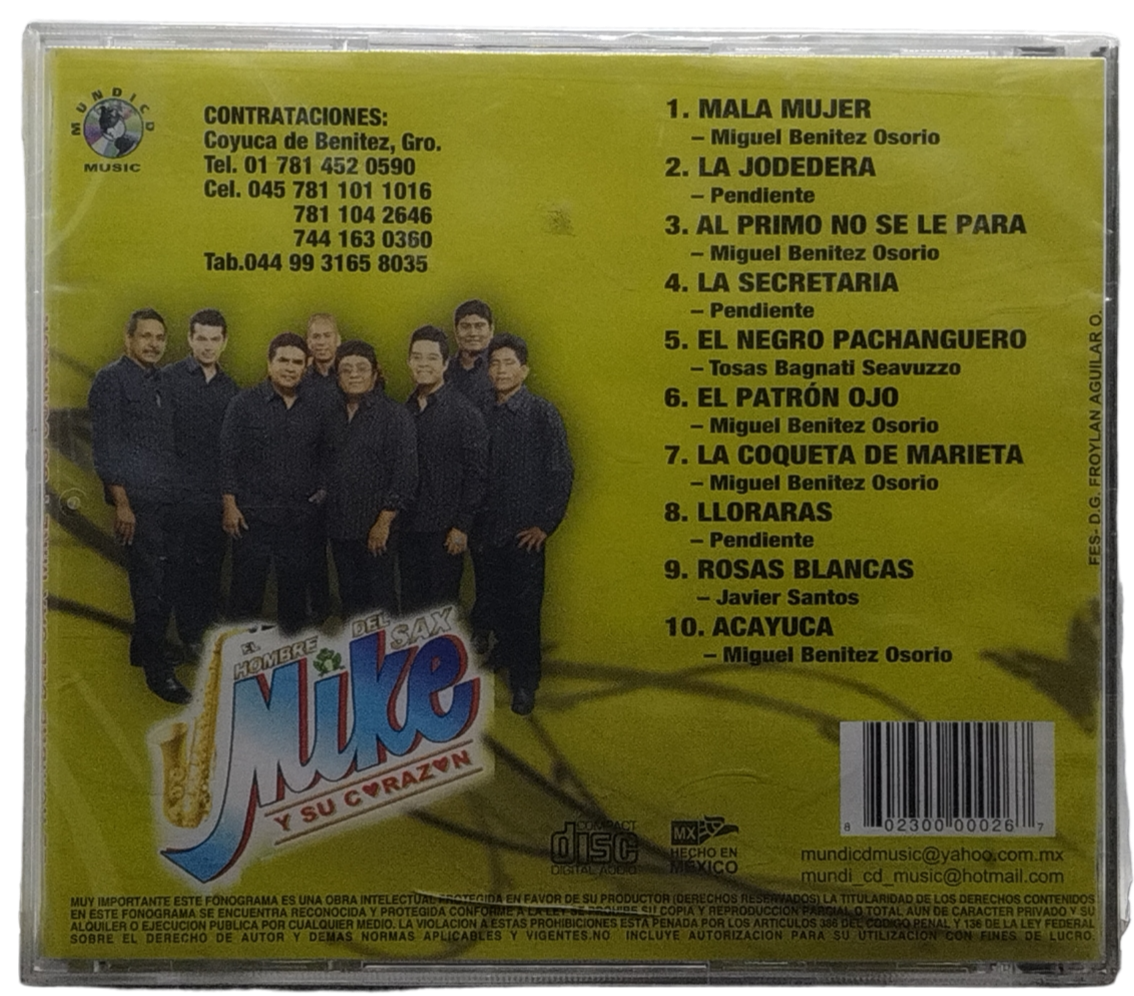 MUNDICD
MUSIC
CONTRATACIONES:
Coyuca de Benitez, Gro.
Tel. 01 781 452 0590
Cel. 045 781 101 1016
781 104 2646
744 163 0360
Tab.044 99 3165 8035
1. MALA MUJER
– Miguel Benitez Osorio
2. LA JODEDERA
– Pendiente
3. AL PRIMO NO SE LE PARA
– Miguel Benitez Osorio
4. LA SECRETARIA
– Pendiente
5. EL NEGRO PACHANGUERO
– Tosas Bagnati Seavuzzo
6. EL PATRÓN OJO
– Miguel Benitez Osorio
7. LA COQUETA DE MARIETA
– Miguel Benitez Osorio
8. LLORARAS
– Pendiente
9. ROSAS BLANCAS
– Javier Santos
10. ACAYUCA
– Miguel Benitez Osorio
FES- D.G. FROYLAN AGUILAR O.
EL HOMBRE DEL SAX
Mike
Y SU CORAZON
COMPACT
disc
DIGITAL AUDIO
MX
HECHO EN
MÉXICO
8 02300 00026 7
mundicdmusic@yahoo.com.mx
mundi_cd_music@hotmail.com
MUY IMPORTANTE ESTE FONOGRAMA ES UNA OBRA INTELECTUAL PROTEGIDA EN FAVOR DE SU PRODUCTOR (DERECHOS RESERVADOS) LA TITULARIDAD DE LOS DERECHOS CONTENIDOS
EN ESTE FONOGRAMA SE ENCUENTRA RECONOCIDA Y PROTEGIDA CONFORME A LA LEY SE PROHIBE SU COPIA Y REPRODUCCION PARCIAL O TOTAL, AUN DE CARACTER PRIVADO Y SU
ALQUILER O EJECUCION PUBLICA POR CUALQUIER MEDIO. LA VIOLACION A ESTAS PROHIBICIONES ESTA PENADA POR LOS ARTICULOS 386 DEL CODIGO PENAL Y 136 DE LA LEY FEDERAL
SOBRE EL DERECHO DE AUTOR Y DEMAS NORMAS APLICABLES Y VIGENTES.NO INCLUYE AUTORIZACION PARA SU UTILIZACION CON FINES DE LUCRO.